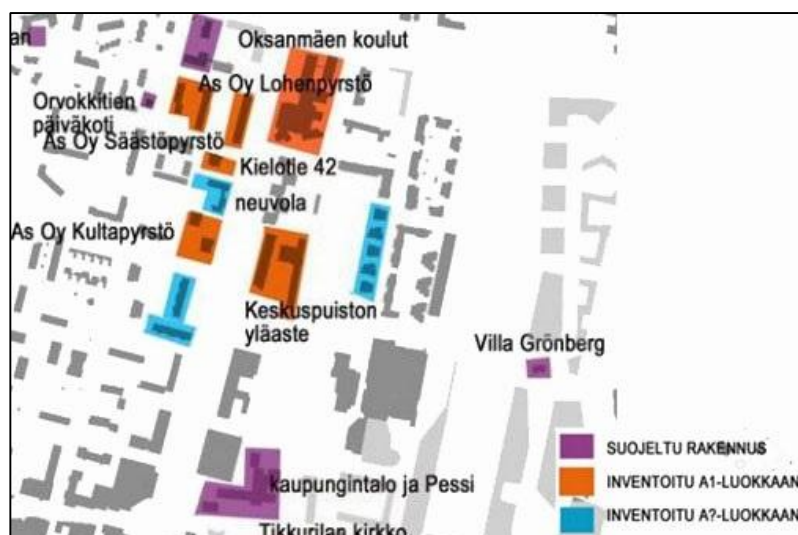 an
Oksanmäen koulut
As Oy Lohenpyrstö
Orvokkitien
päiväkoti
As Oy Säästöpyrstö
Kielotie 42
neuvola
As Oy Kultapyrstö
Keskuspuiston
yläaste
Villa Grönberg
kaupungintalo ja Pessi
Tikkurilan kirkko
SUOJELTU RAKENNUS
INVENTOITU A1-LUOKKAAN
INVENTOITU A?-LUOKKAAN